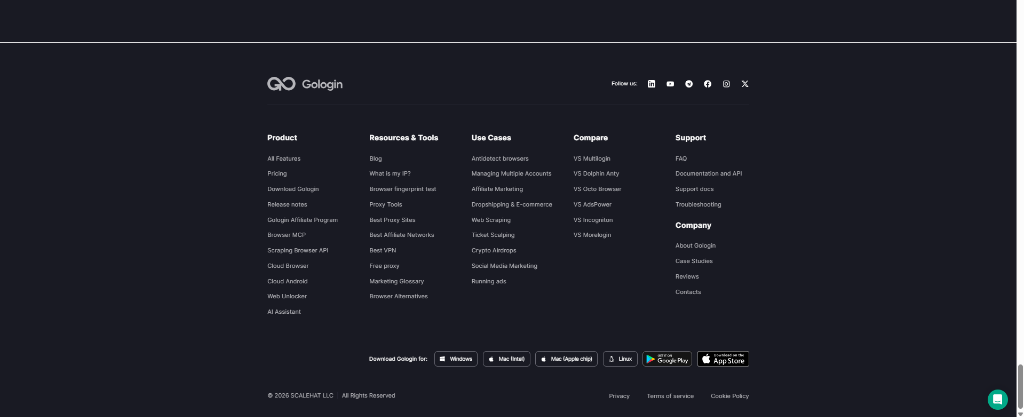 Gologin
Follow us:
Product
All Features
Pricing
Download Gologin
Release notes
Gologin Affiliate Program
Browser MCP
Scraping Browser API
Cloud Browser
Cloud Android
Web Unlocker
AI Assistant
Resources & Tools
Blog
What is my IP?
Browser fingerprint test
Proxy Tools
Best Proxy Sites
Best Affiliate Networks
Best VPN
Free proxy
Marketing Glossary
Browser Alternatives
Use Cases
Antidetect browsers
Managing Multiple Accounts
Affiliate Marketing
Dropshipping & E-commerce
Web Scraping
Ticket Scalping
Crypto Airdrops
Social Media Marketing
Running ads
Compare
VS Multilogin
VS Dolphin Anty
VS Octo Browser
VS AdsPower
VS Incogniton
VS Morelogin
Support
FAQ
Documentation and API
Support docs
Troubleshooting
Company
About Gologin
Case Studies
Reviews
Contacts
Download Gologin for:
Windows
Mac (Intel)
Mac (Apple chip)
Linux
GET IT ON
Google Play
Download on the
App Store
© 2026 SCALEHAT LLC
All Rights Reserved
Privacy
Terms of service
Cookie Policy